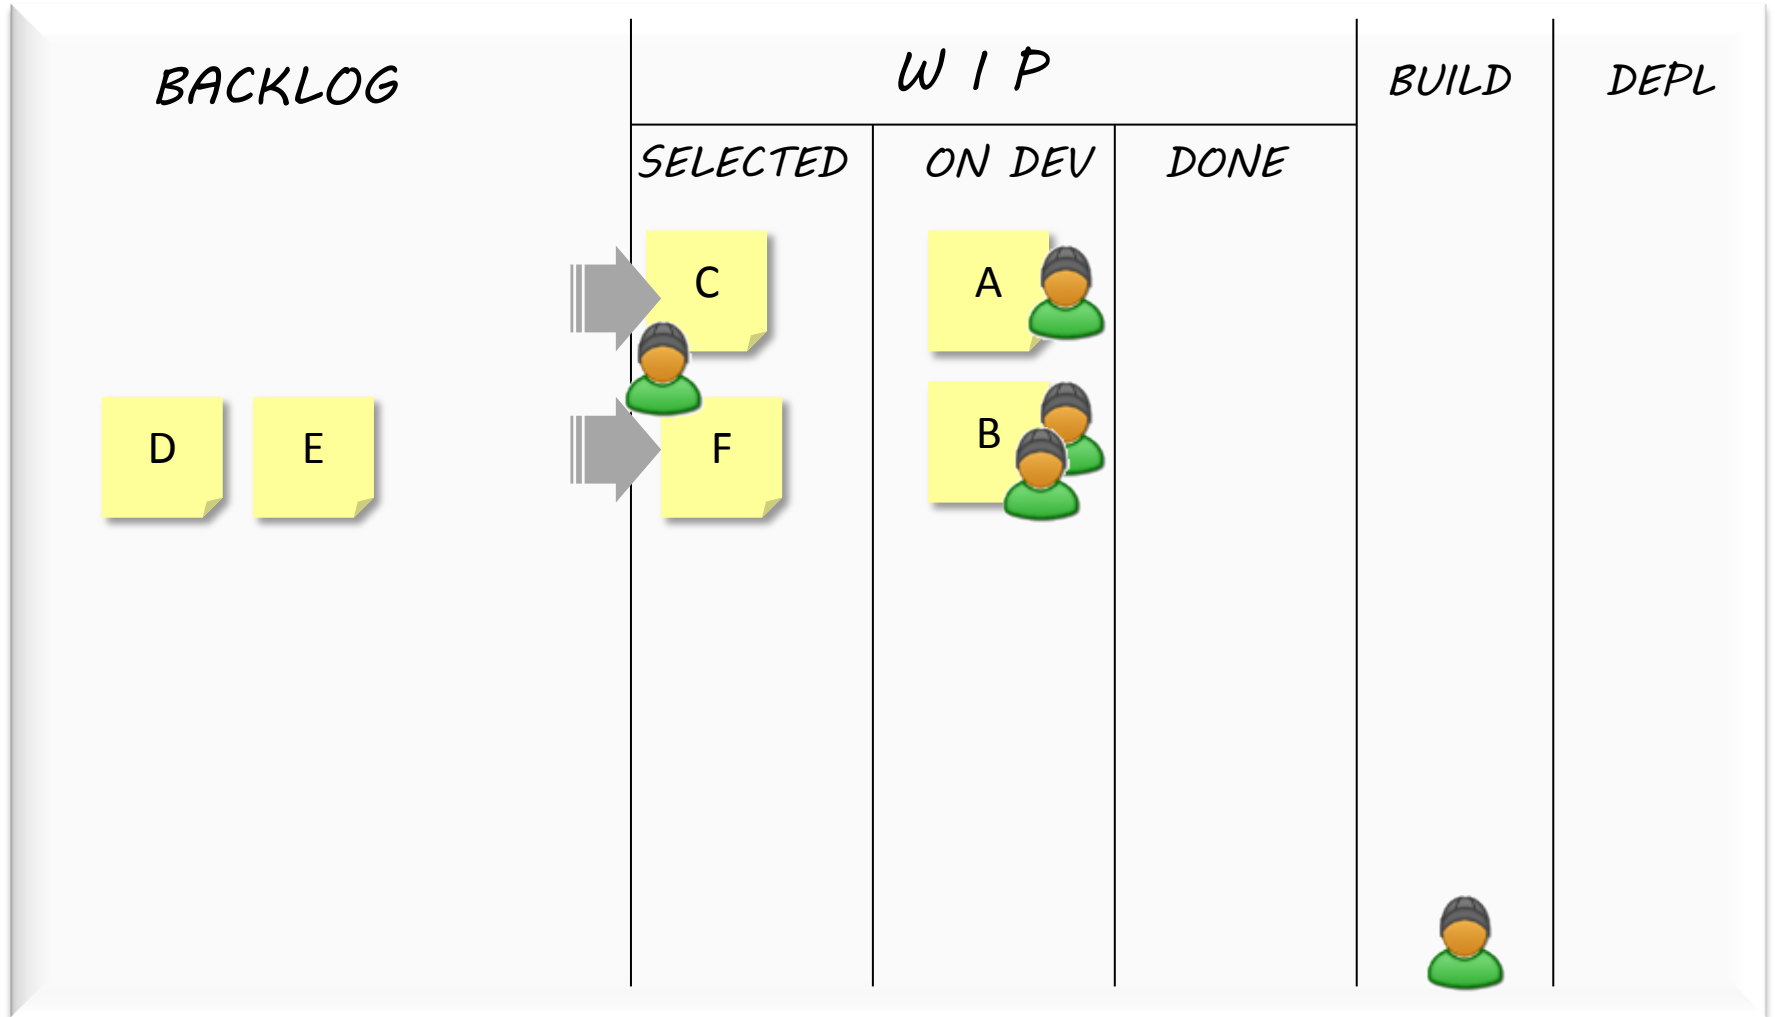 BACKLOG
W I P
BUILD
DEPL
SELECTED
ON DEV
DONE
C
A
D
E
F
B